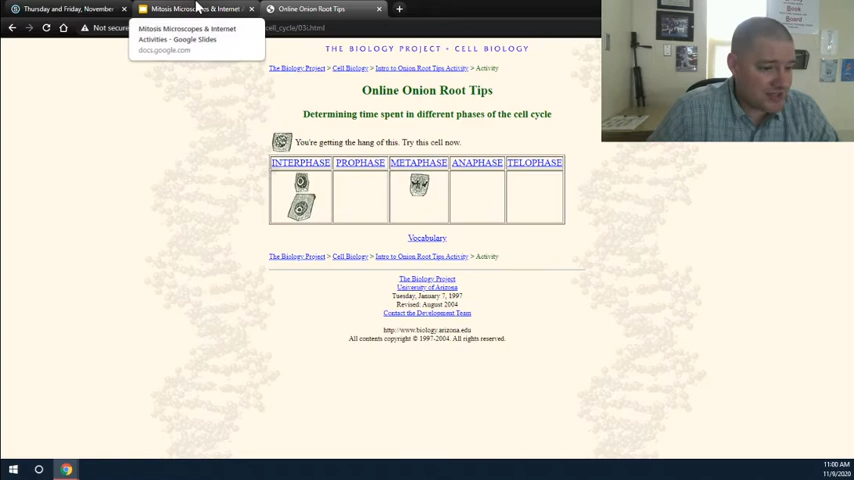 Thursday and Friday, November
Mitosis Microscopes & Internet A
Online Onion Root Tips
Not secure
cell_cycle/03i.html
Mitosis Microscopes & Internet
Activities - Google Slides
docs.google.com
THE BIOLOGY PROJECT · CELL BIOLOGY
The Biology Project > Cell Biology > Intro to Onion Root Tips Activity > Activity
Online Onion Root Tips
Determining time spent in different phases of the cell cycle
You're getting the hang of this. Try this cell now.
INTERPHASE PROPHASE METAPHASE ANAPHASE TELOPHASE
Vocabulary
The Biology Project > Cell Biology > Intro to Onion Root Tips Activity > Activity
The Biology Project
University of Arizona
Tuesday, January 7, 1997
Revised: August 2004
Contact the Development Team
http://www.biology.arizona.edu
All contents copyright © 1997-2004. All rights reserved.
11:00 AM
11/9/2020